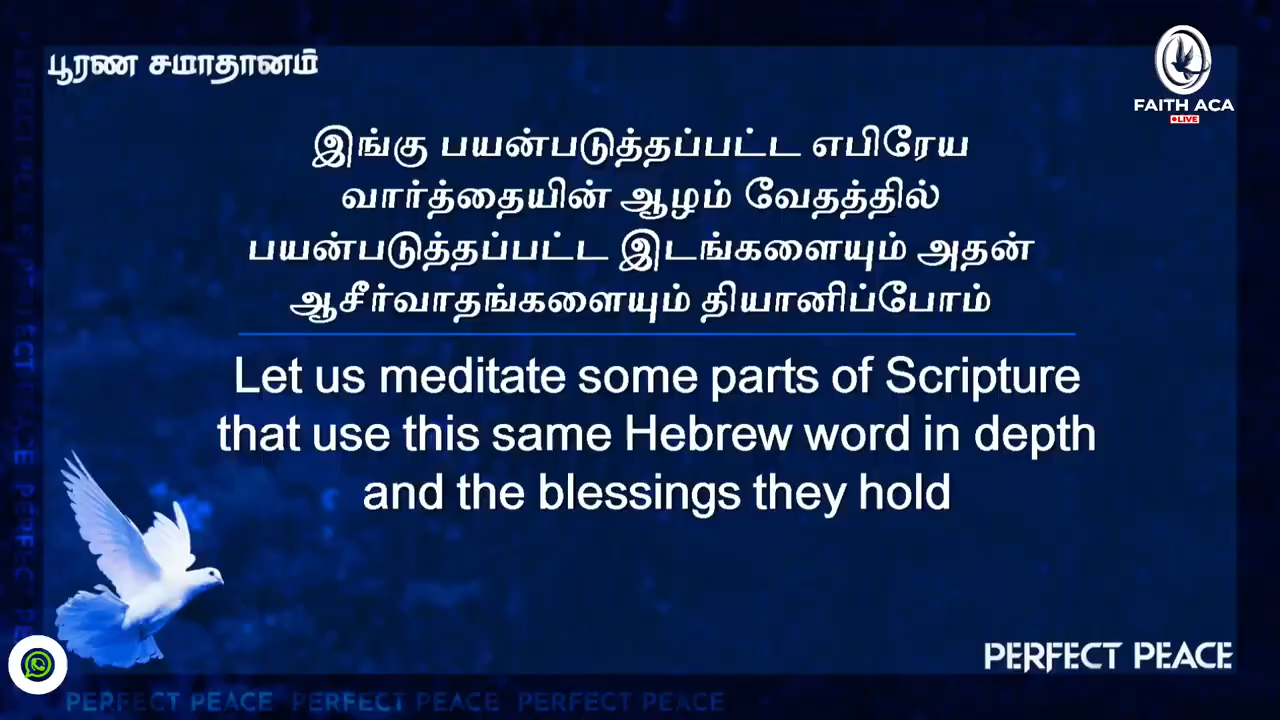 பூரண சமாதானம்
FAITH ACA
LIVE
இங்கு பயன்படுத்தப்பட்ட எபிரேய
வார்த்தையின் ஆழம் வேதத்தில்
பயன்படுத்தப்பட்ட இடங்களையும் அதன்
ஆசீர்வாதங்களையும் தியானிப்போம்
Let us meditate some parts of Scripture
that use this same Hebrew word in depth
and the blessings they hold
PERFECT PEACE
PERFECT PEACE PERFECT PEACE PERFECT PEACE